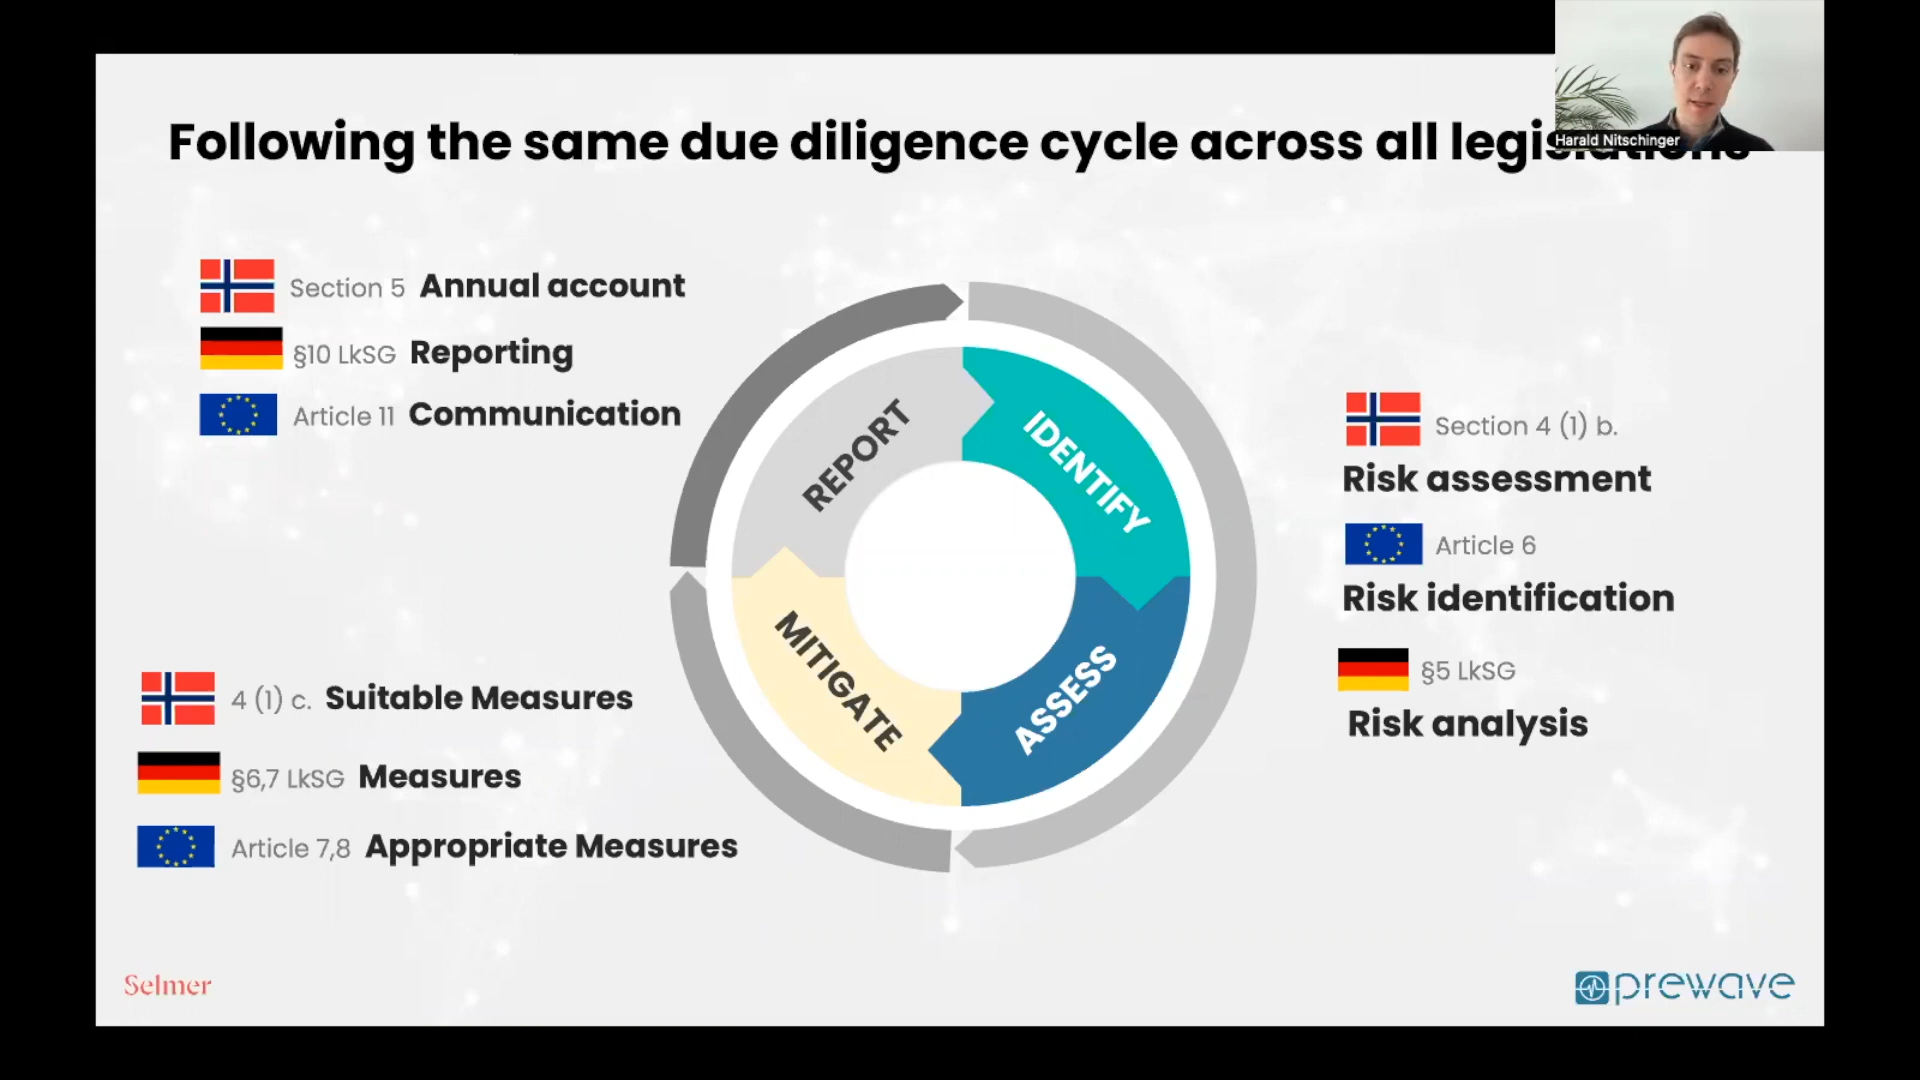 Following the same due diligence cycle across all
Harald Nitschinger
Section 5 Annual account
§10 LkSG Reporting
Article 11 Communication
REPORT
IDENTIFY
MITIGATE
ASSESS
Section 4 (1) b.
Risk assessment
Article 6
Risk identification
§5 LkSG
Risk analysis
4 (1) c. Suitable Measures
§6,7 LkSG Measures
Article 7,8 Appropriate Measures
Selmer
prewave